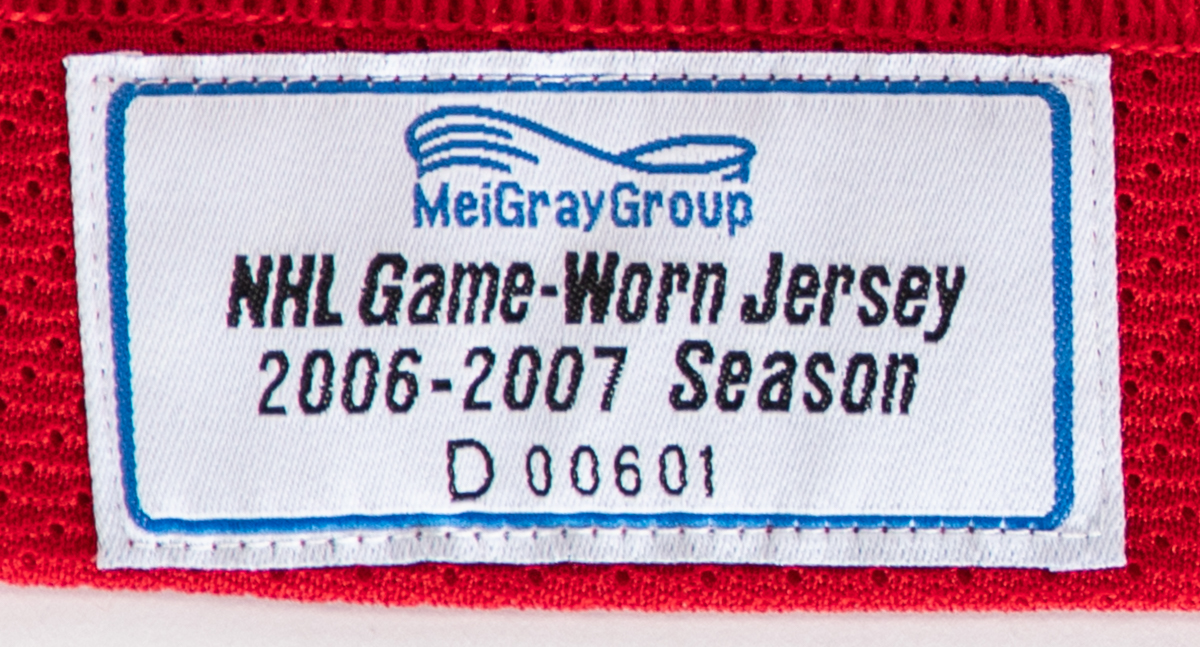 MeiGrayGroup
NHL Game-Worn Jersey
2006-2007 Season
D 00601